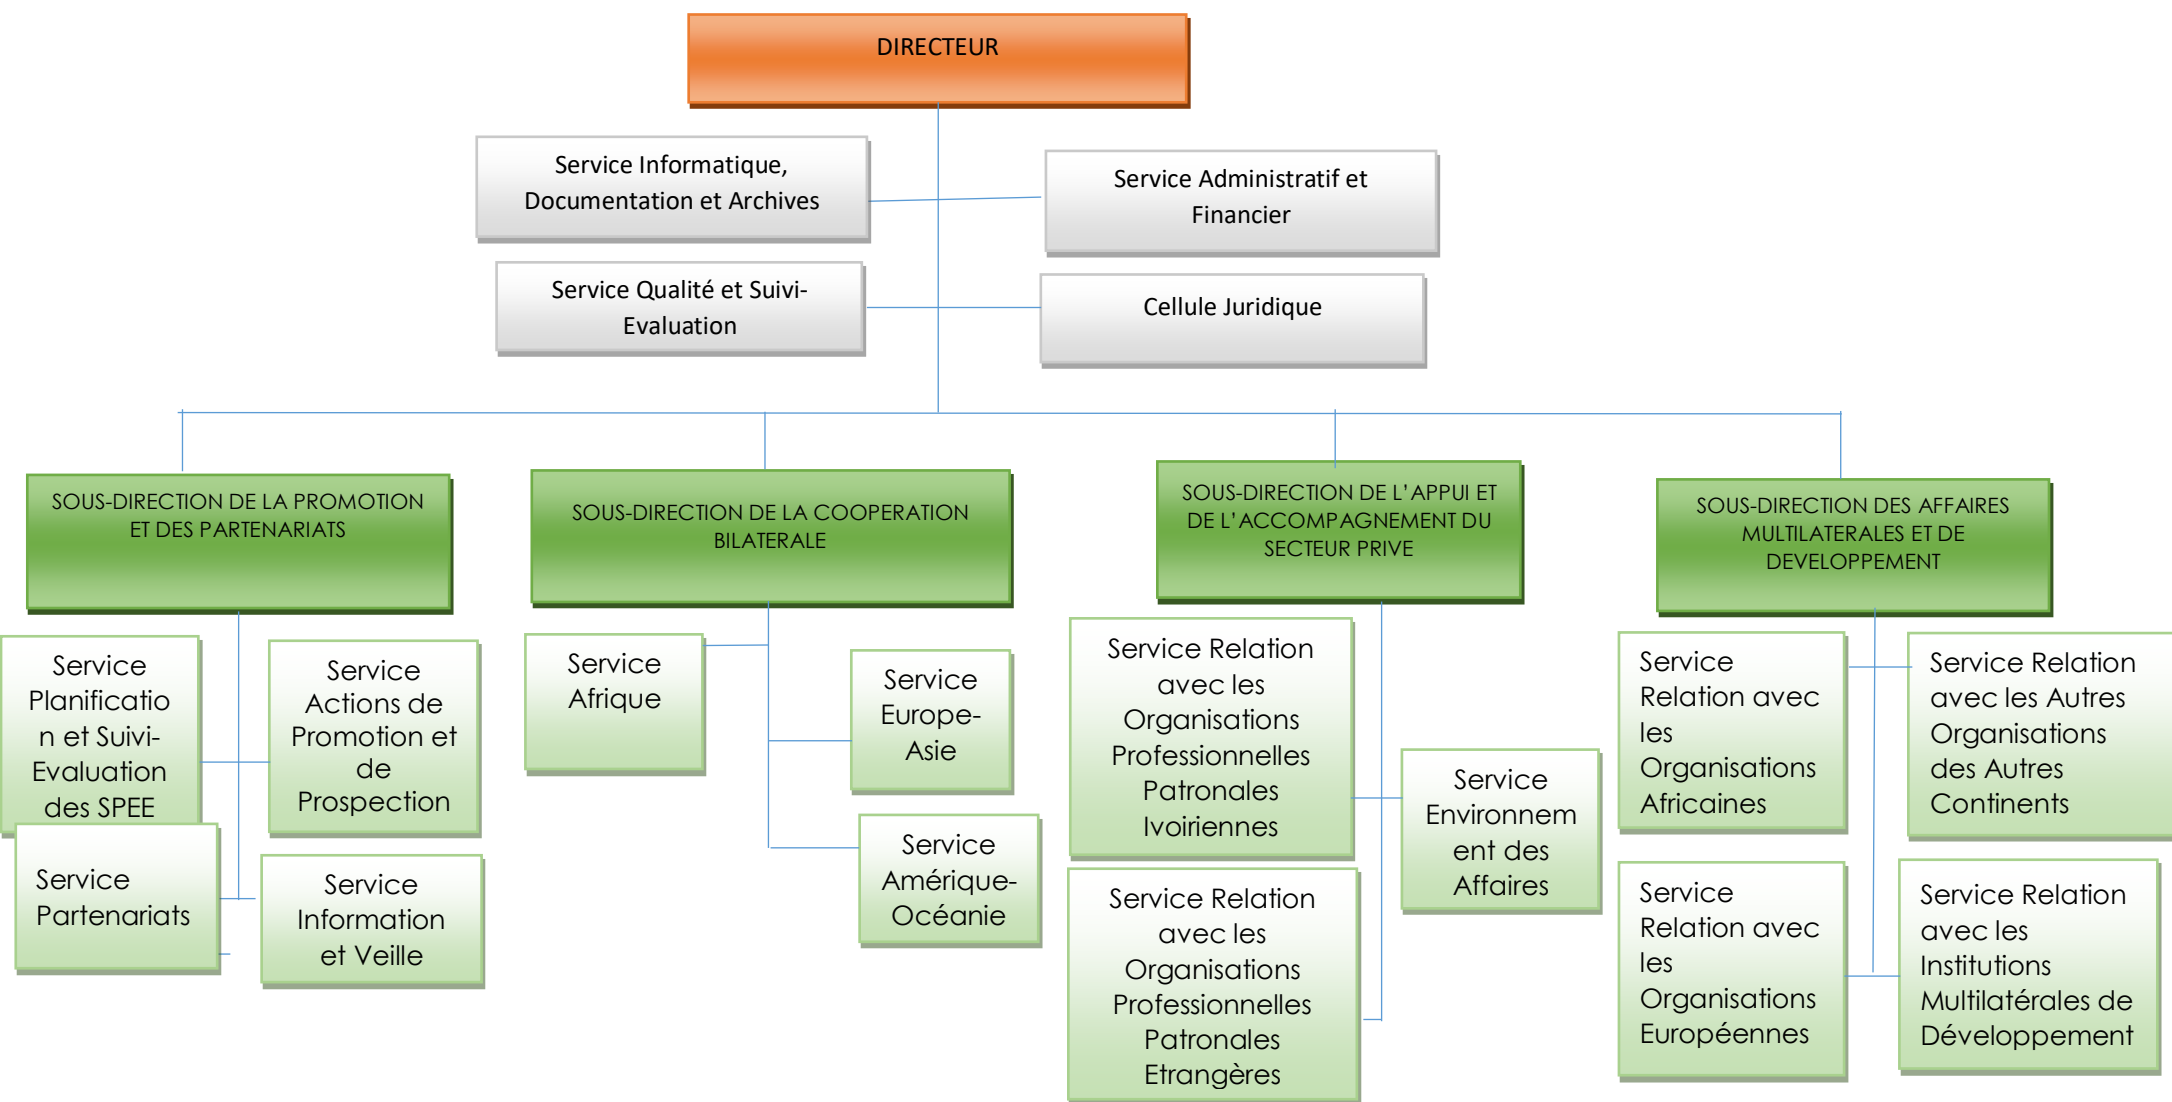 DIRECTEUR
Service Informatique,
Documentation et Archives
Service Administratif et
Financier
Service Qualité et Suivi-
Evaluation
Cellule Juridique
SOUS-DIRECTION DE LA PROMOTION
ET DES PARTENARIATS
SOUS-DIRECTION DE LA COOPERATION
BILATERALE
SOUS-DIRECTION DE L'APPUI ET
DE L'ACCOMPAGNEMENT DU
SECTEUR PRIVE
SOUS-DIRECTION DES AFFAIRES
MULTILATERALES ET DE
DEVELOPPEMENT
Service
Planificatio
n et Suivi-
Evaluation
des SPEE
Service
Actions de
Promotion et
de
Prospection
Service
Partenariats
Service
Information
et Veille
Service
Afrique
Service
Europe-
Asie
Service
Amérique-
Océanie
Service Relation
avec les
Organisations
Professionnelles
Patronales
Ivoiriennes
Service
Environnem
ent des
Affaires
Service Relation
avec les
Organisations
Professionnelles
Patronales
Etrangères
Service
Relation avec
les
Organisations
Africaines
Service Relation
avec les Autres
Organisations
des Autres
Continents
Service
Relation avec
les
Organisations
Européennes
Service Relation
avec les
Institutions
Multilatérales de
Développement